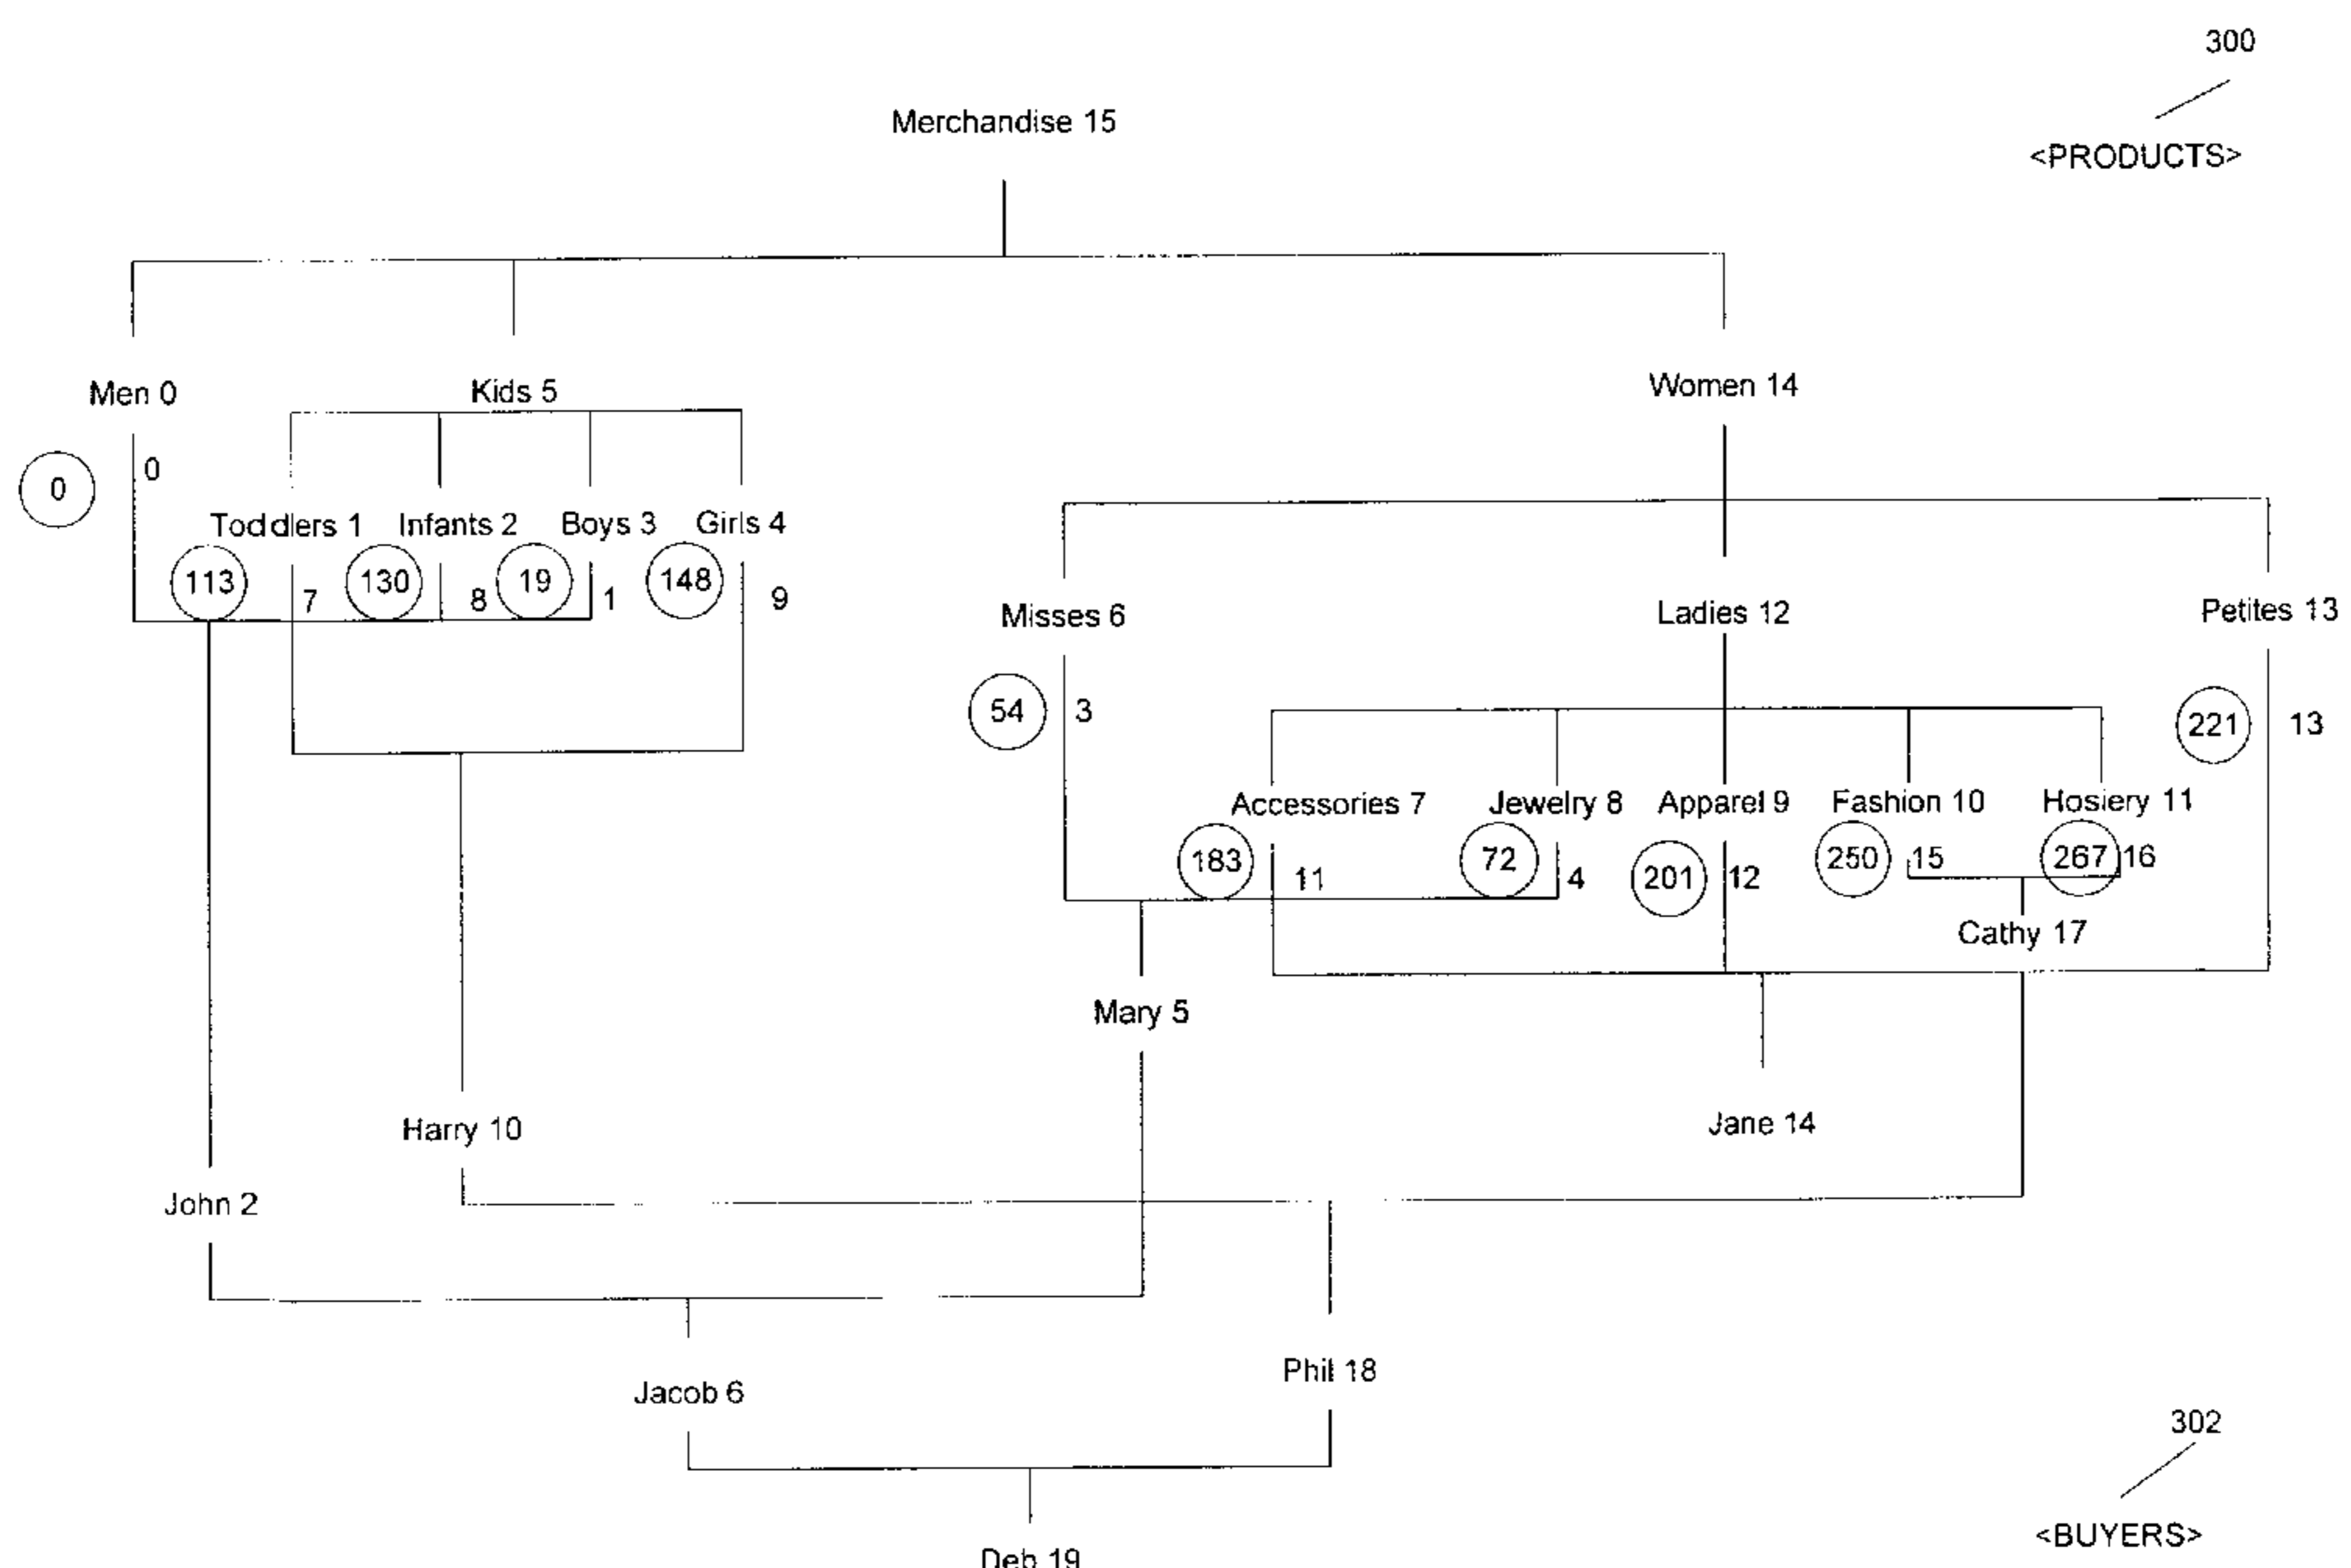 300
Merchandise 15
<PRODUCTS>
Men 0
Kids 5
Women 14
0
0
Toddlers 1
Infants 2
Boys 3
Girls 4
113
7
130
8
19
1
148
9
Misses 6
Ladies 12
Petites 13
54
3
221
13
Accessories 7
Jewelry 8
Apparel 9
Fashion 10
Hosiery 11
183
11
72
4
201
12
250
15
267
16
Cathy 17
Mary 5
Harry 10
Jane 14
John 2
Jacob 6
Phil 18
302
<BUYERS>
Deb 19